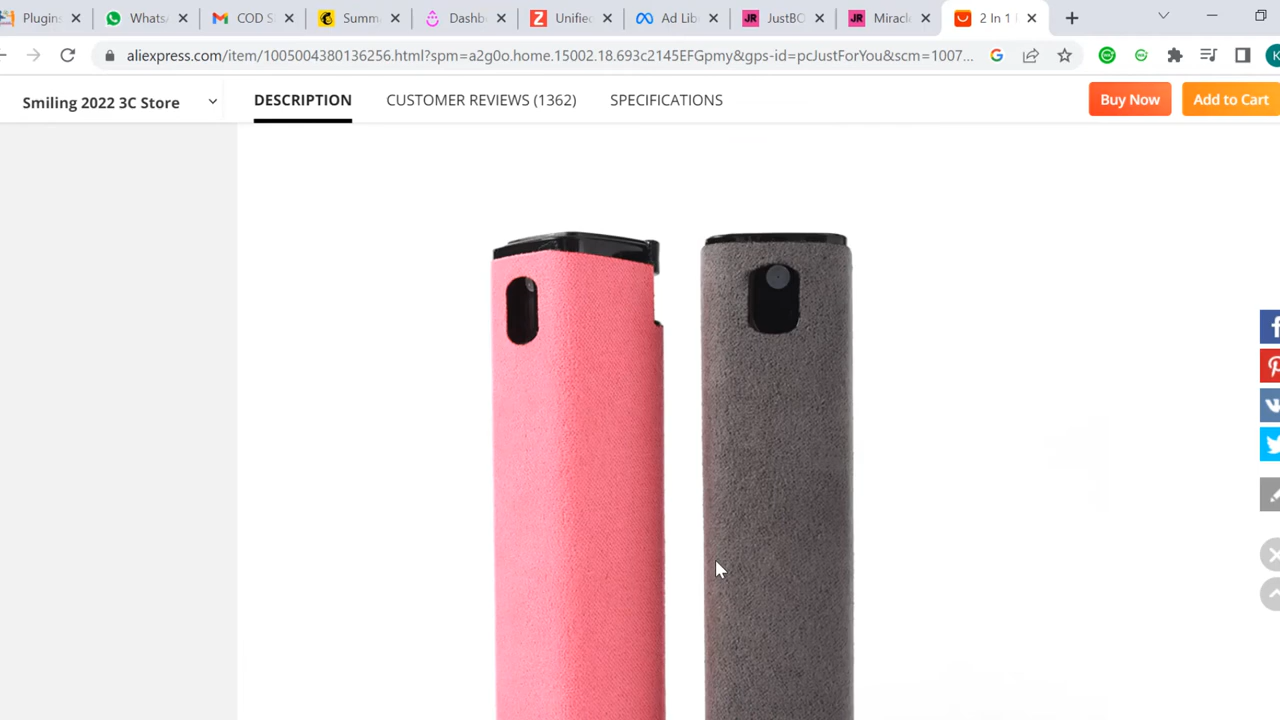 Plugins
WhatsA
COD S
Summ
Dashb
Unified
Ad Lib
JustBO
Miracle
2 In 1
aliexpress.com/item/1005004380136256.html?spm=a2g0o.home.15002.18.693c2145EFGpmy&gps-id=pcJustForYou&scm=1007...
Smiling 2022 3C Store
DESCRIPTION
CUSTOMER REVIEWS (1362)
SPECIFICATIONS
Buy Now
Add to Cart